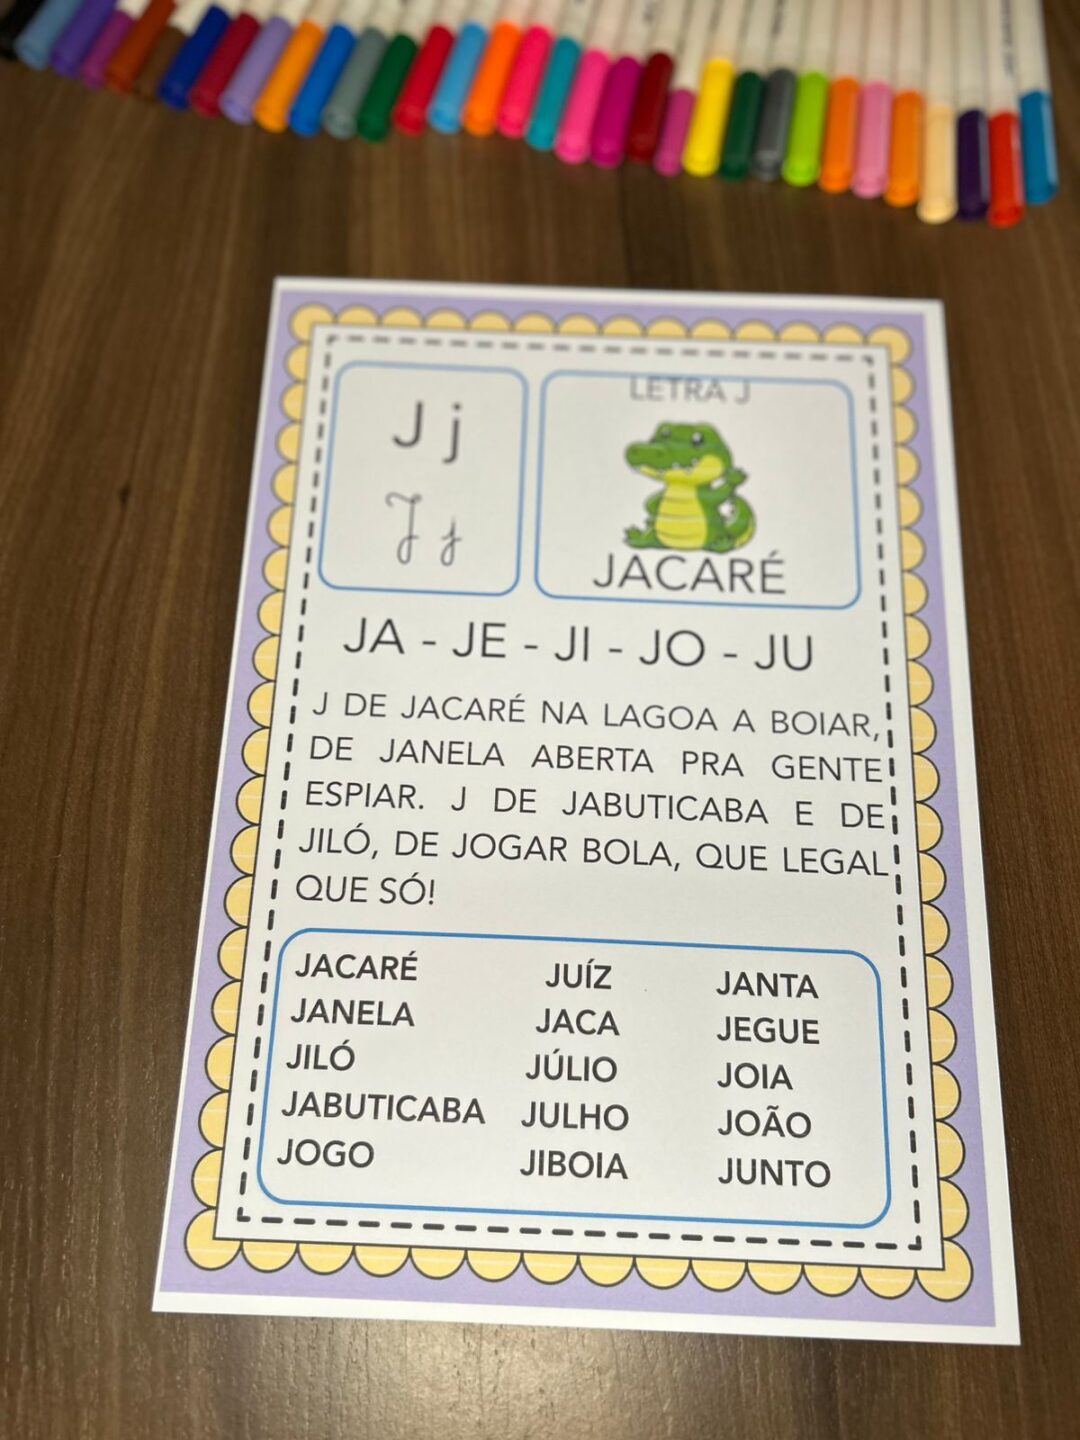 J j
J j
LETRA J
JACARÉ
JA - JE - JI - JO - JU
J DE JACARÉ NA LAGOA A BOIAR,
DE JANELA ABERTA PRA GENTE
ESPIAR. J DE JABUTICABA E DE
JILÓ, DE JOGAR BOLA, QUE LEGAL
QUE SÓ!
JACARÉ JUÍZ JANTA
JANELA JACA JEGUE
JILÓ JÚLIO JOIA
JABUTICABA JULHO JOÃO
JOGO JIBOIA JUNTO